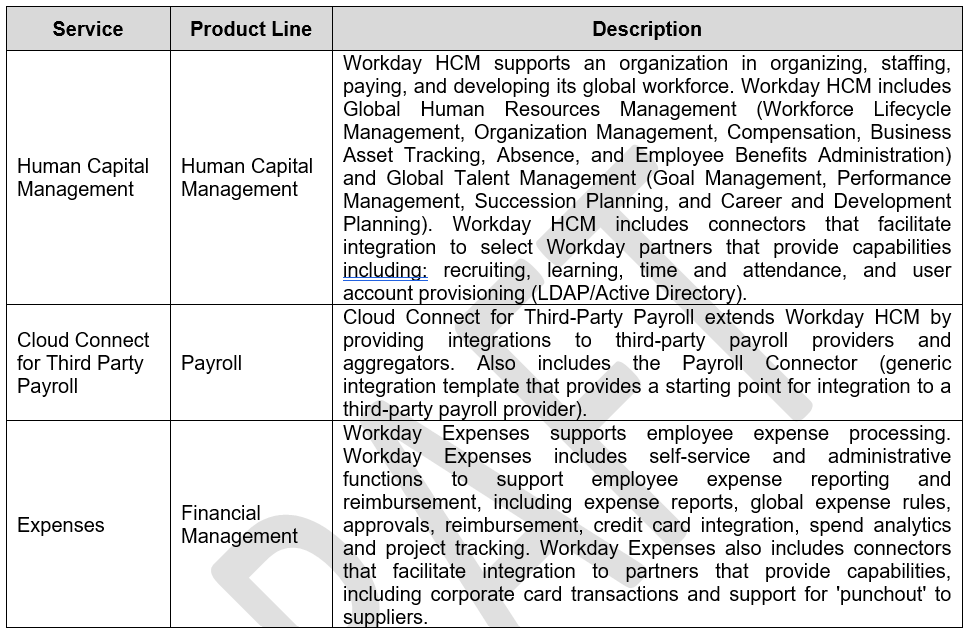 Service Product Line Description
Human Capital
Management
Human Capital
Management
Workday HCM supports an organization in organizing, staffing,
paying, and developing its global workforce. Workday HCM includes
Global Human Resources Management (Workforce Lifecycle
Management, Organization Management, Compensation, Business
Asset Tracking, Absence, and Employee Benefits Administration)
and Global Talent Management (Goal Management, Performance
Management, Succession Planning, and Career and Development
Planning). Workday HCM includes connectors that facilitate
integration to select Workday partners that provide capabilities
including: recruiting, learning, time and attendance, and user
account provisioning (LDAP/Active Directory).
Cloud Connect
for Third Party
Payroll
Payroll
Cloud Connect for Third-Party Payroll extends Workday HCM by
providing integrations to third-party payroll providers and
aggregators. Also includes the Payroll Connector (generic
integration template that provides a starting point for integration to a
third-party payroll provider).
Expenses
Financial
Management
Workday Expenses supports employee expense processing.
Workday Expenses includes self-service and administrative
functions to support employee expense reporting and
reimbursement, including expense reports, global expense rules,
approvals, reimbursement, credit card integration, spend analytics
and project tracking. Workday Expenses also includes connectors
that facilitate integration to partners that provide capabilities,
including corporate card transactions and support for 'punchout' to
suppliers.
DRAFT